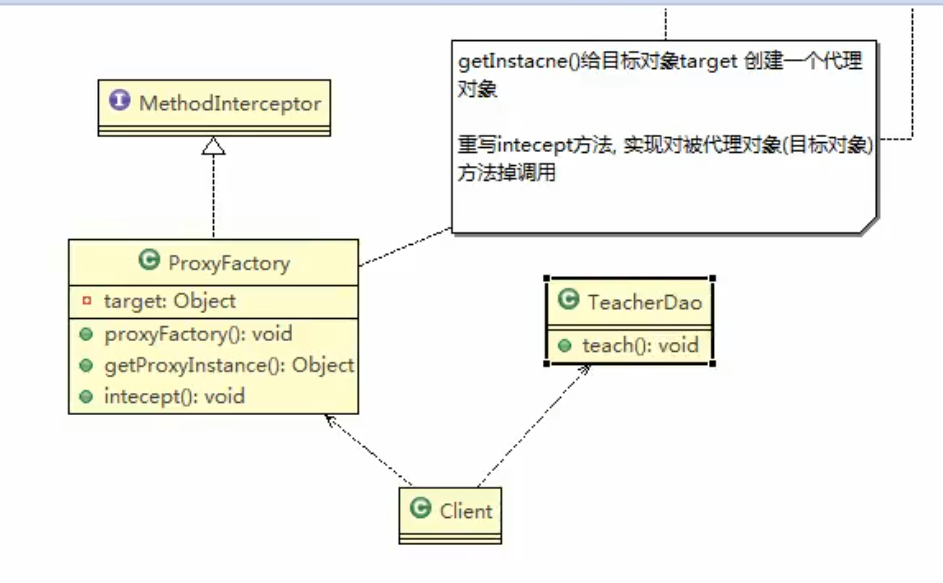 getInstacne()给目标对象target 创建一个代理
对象
重写intecept方法, 实现对被代理对象(目标对象)
方法掉调用
I MethodInterceptor
C ProxyFactory
target: Object
proxyFactory(): void
getProxyInstance(): Object
intecept(): void
C TeacherDao
teach(): void
C Client